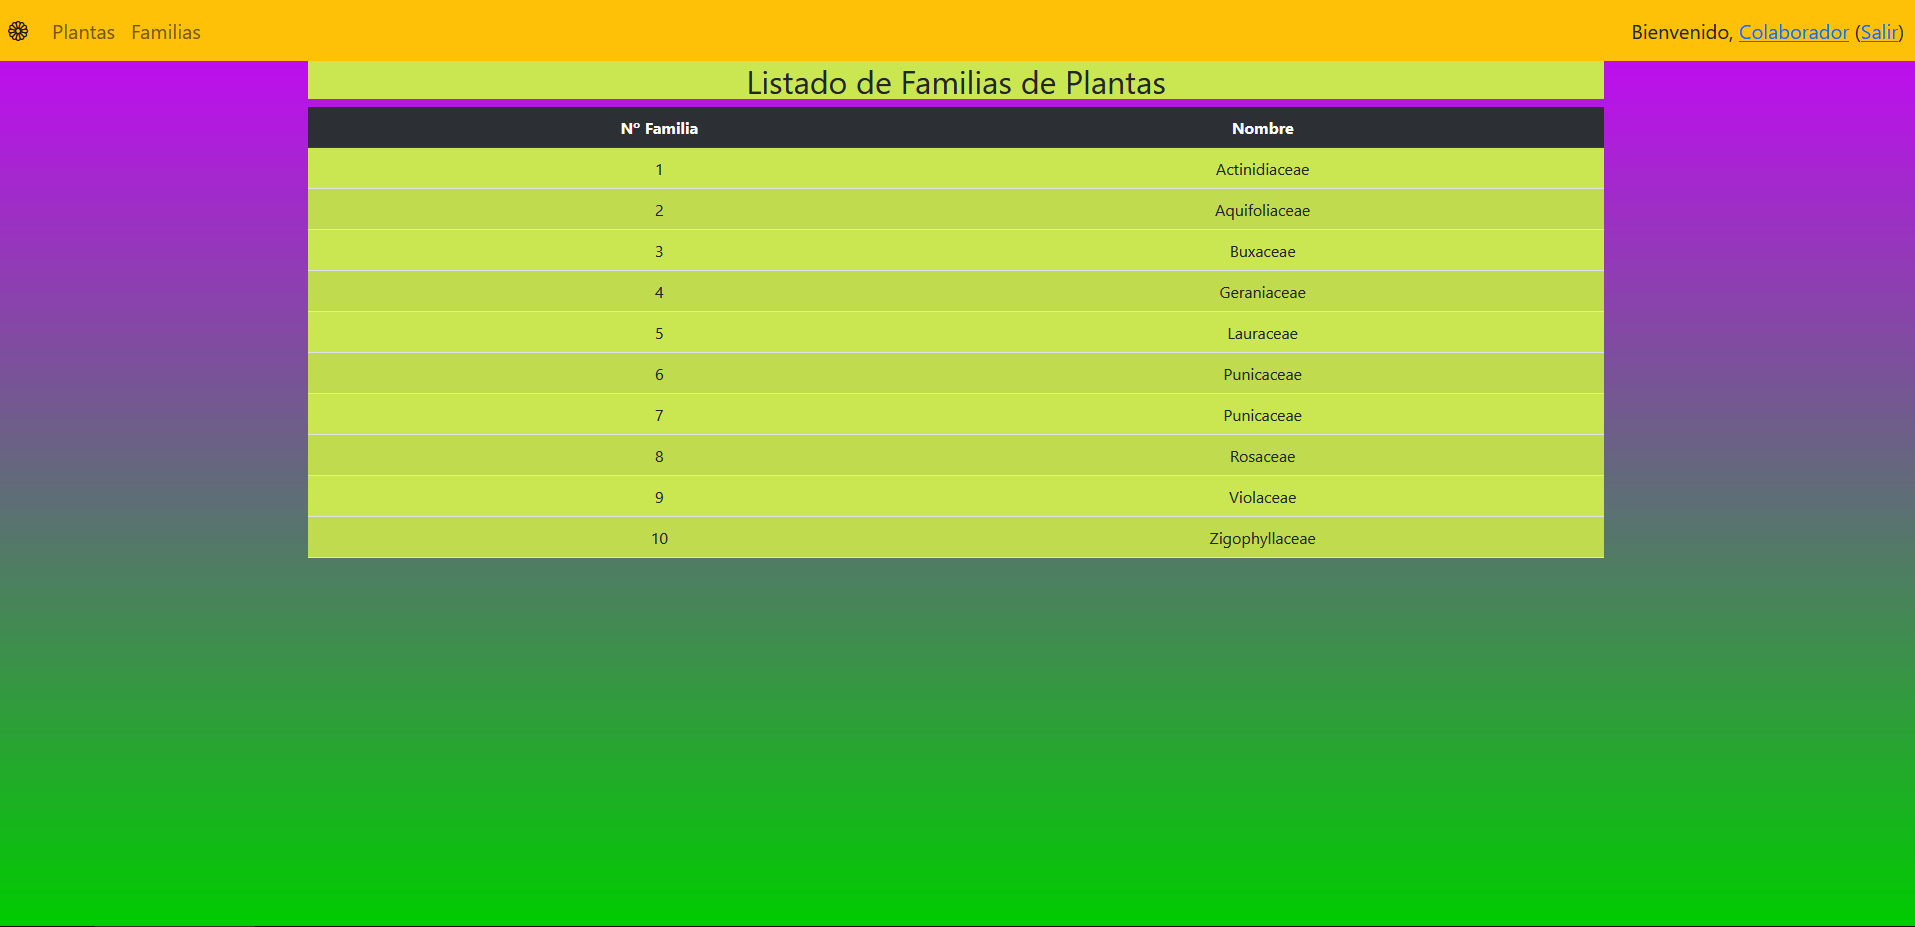 Plantas Familias Bienvenido, Colaborador (Salir)
Listado de Familias de Plantas
Nº Familia Nombre
1 Actinidiaceae
2 Aquifoliaceae
3 Buxaceae
4 Geraniaceae
5 Lauraceae
6 Punicaceae
7 Punicaceae
8 Rosaceae
9 Violaceae
10 Zigophyllaceae